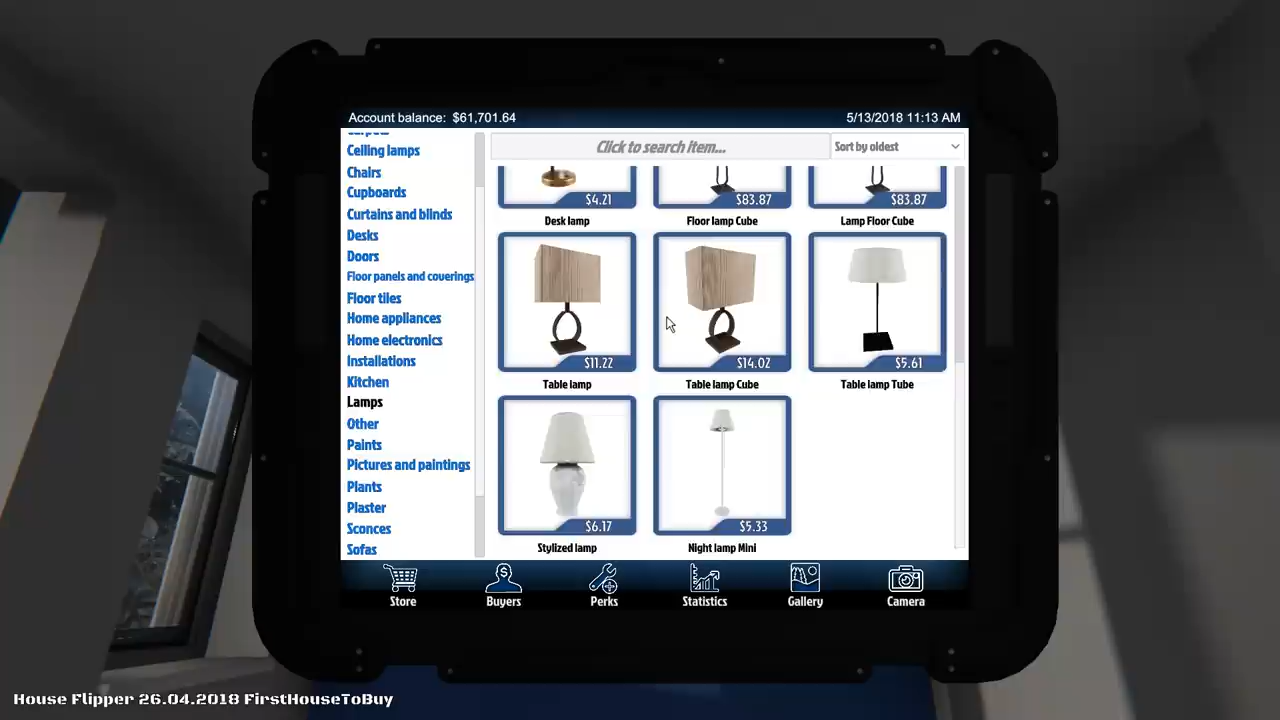 Account balance: $61,701.64
5/13/2018 11:13 AM
Carpets
Ceiling lamps
Chairs
Cupboards
Curtains and blinds
Desks
Doors
Floor panels and coverings
Floor tiles
Home appliances
Home electronics
Installations
Kitchen
Lamps
Other
Paints
Pictures and paintings
Plants
Plaster
Sconces
Sofas
Click to search item...
Sort by oldest
$4.21
$83.87
$83.87
Desk lamp
Floor lamp Cube
Lamp Floor Cube
$11.22
$14.02
$5.61
Table lamp
Table lamp Cube
Table lamp Tube
$6.17
$5.33
Stylized lamp
Night lamp Mini
Store
Buyers
Perks
Statistics
Gallery
Camera
House Flipper 26.04.2018 FirstHouseToBuy